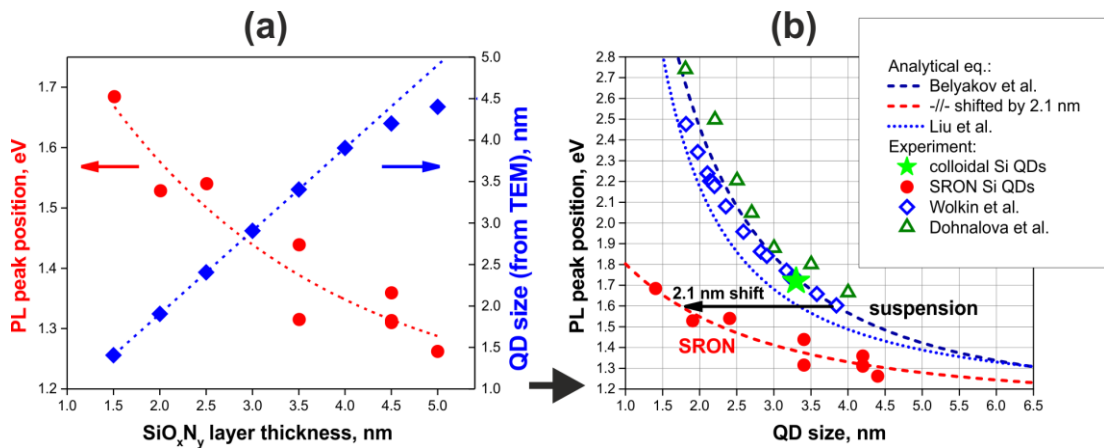 (a)
(b)
PL peak position, eV
1.7
1.6
1.5
1.4
1.3
1.2
1.0 1.5 2.0 2.5 3.0 3.5 4.0 4.5 5.0
SiOxNy layer thickness, nm
5.0
4.5
4.0
3.5
3.0
2.5
2.0
1.5
1.0
QD size (from TEM), nm
PL peak position, eV
2.8
2.7
2.6
2.5
2.4
2.3
2.2
2.1
2.0
1.9
1.8
1.7
1.6
1.5
1.4
1.3
1.2
1.0 1.5 2.0 2.5 3.0 3.5 4.0 4.5 5.0 5.5 6.0 6.5
QD size, nm
2.1 nm shift
suspension
SRON
Analytical eq.:
Belyakov et al.
-//- shifted by 2.1 nm
Liu et al.
Experiment:
colloidal Si QDs
SRON Si QDs
Wolkin et al.
Dohnalova et al.